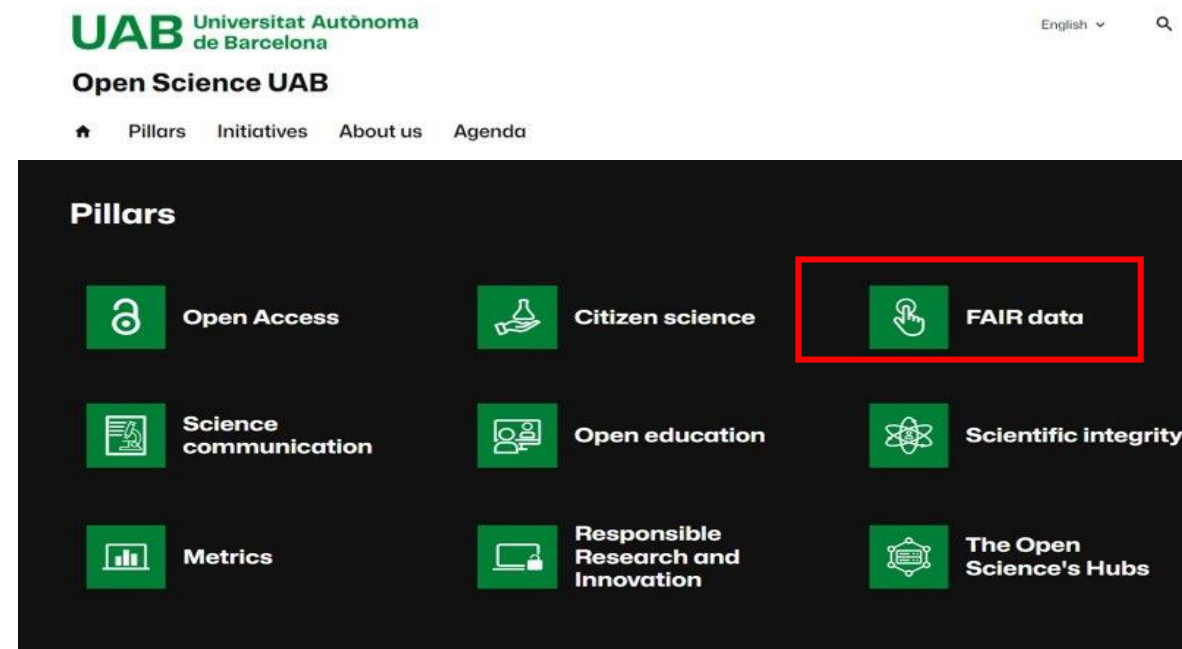 UAB Universitat Autònoma
de Barcelona
English
Open Science UAB
Pillars Initiatives About us Agenda
Pillars
Open Access
Citizen science
FAIR data
Science
communication
Open education
Scientific integrity
Metrics
Responsible
Research and
Innovation
The Open
Science's Hubs